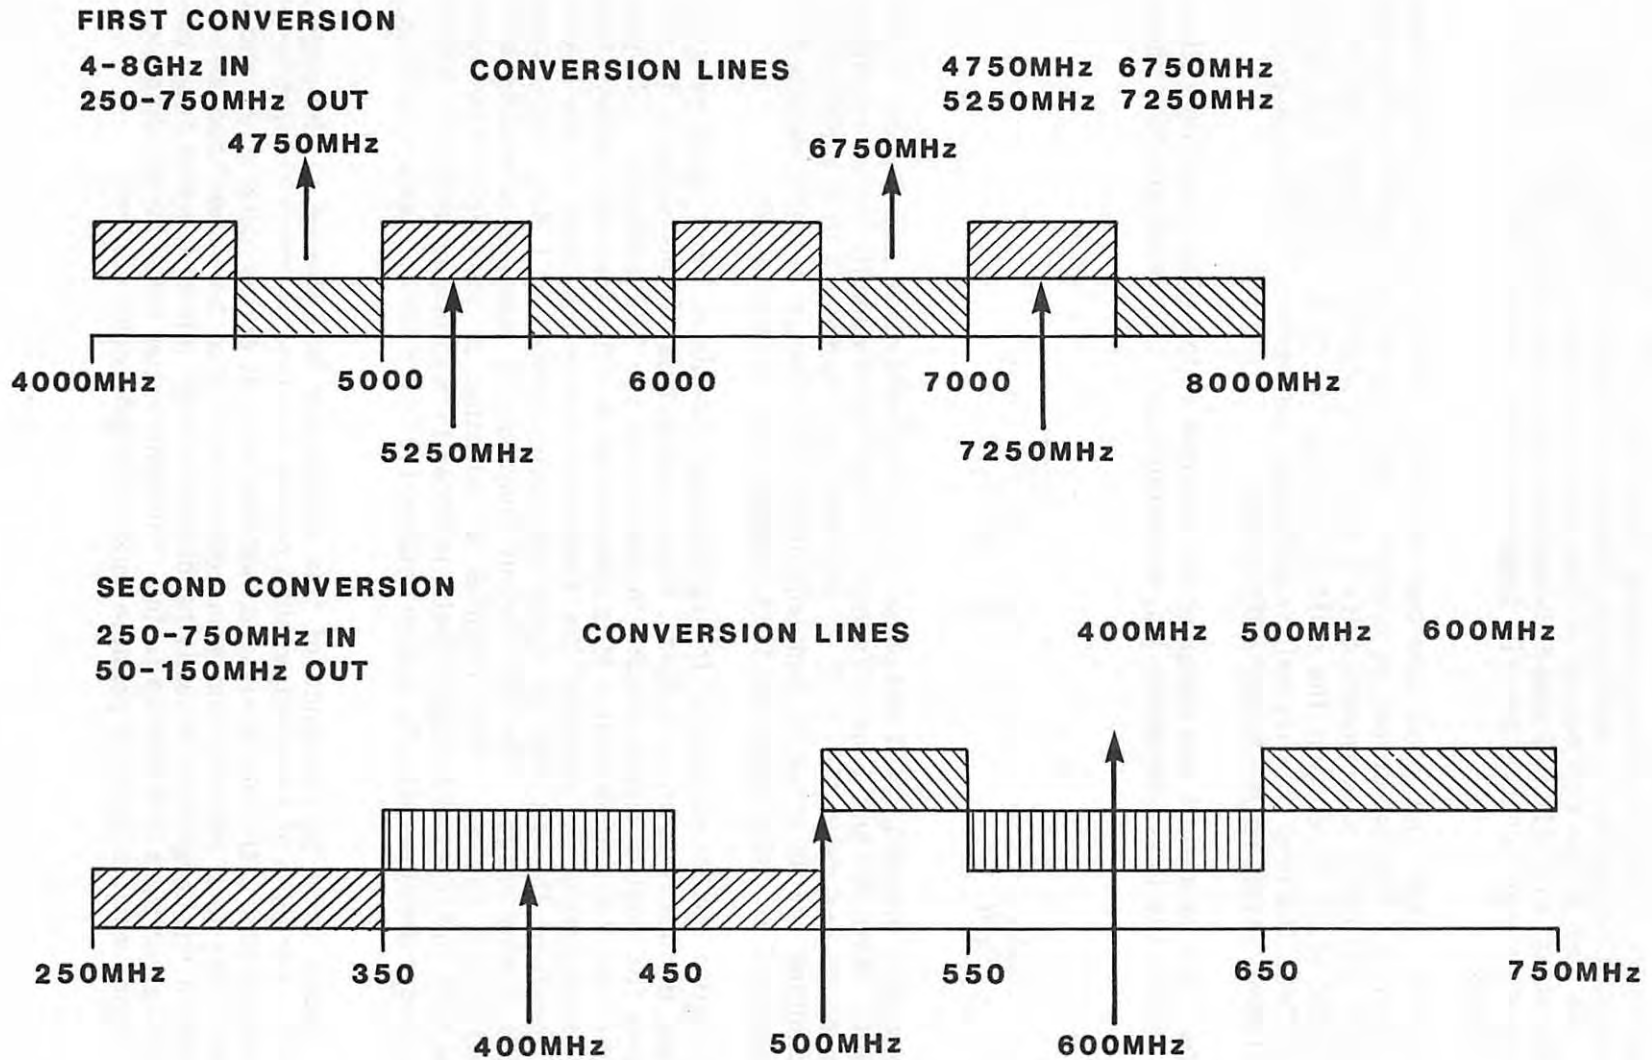 FIRST CONVERSION
4-8GHz IN
250-750MHz OUT
CONVERSION LINES
4750MHz 6750MHz
5250MHz 7250MHz
4750MHz
6750MHz
4000MHz
5000
6000
7000
8000MHz
5250MHz
7250MHz
SECOND CONVERSION
250-750MHz IN
50-150MHz OUT
CONVERSION LINES
400MHz 500MHz 600MHz
250MHz
350
450
550
650
750MHz
400MHz
500MHz
600MHz